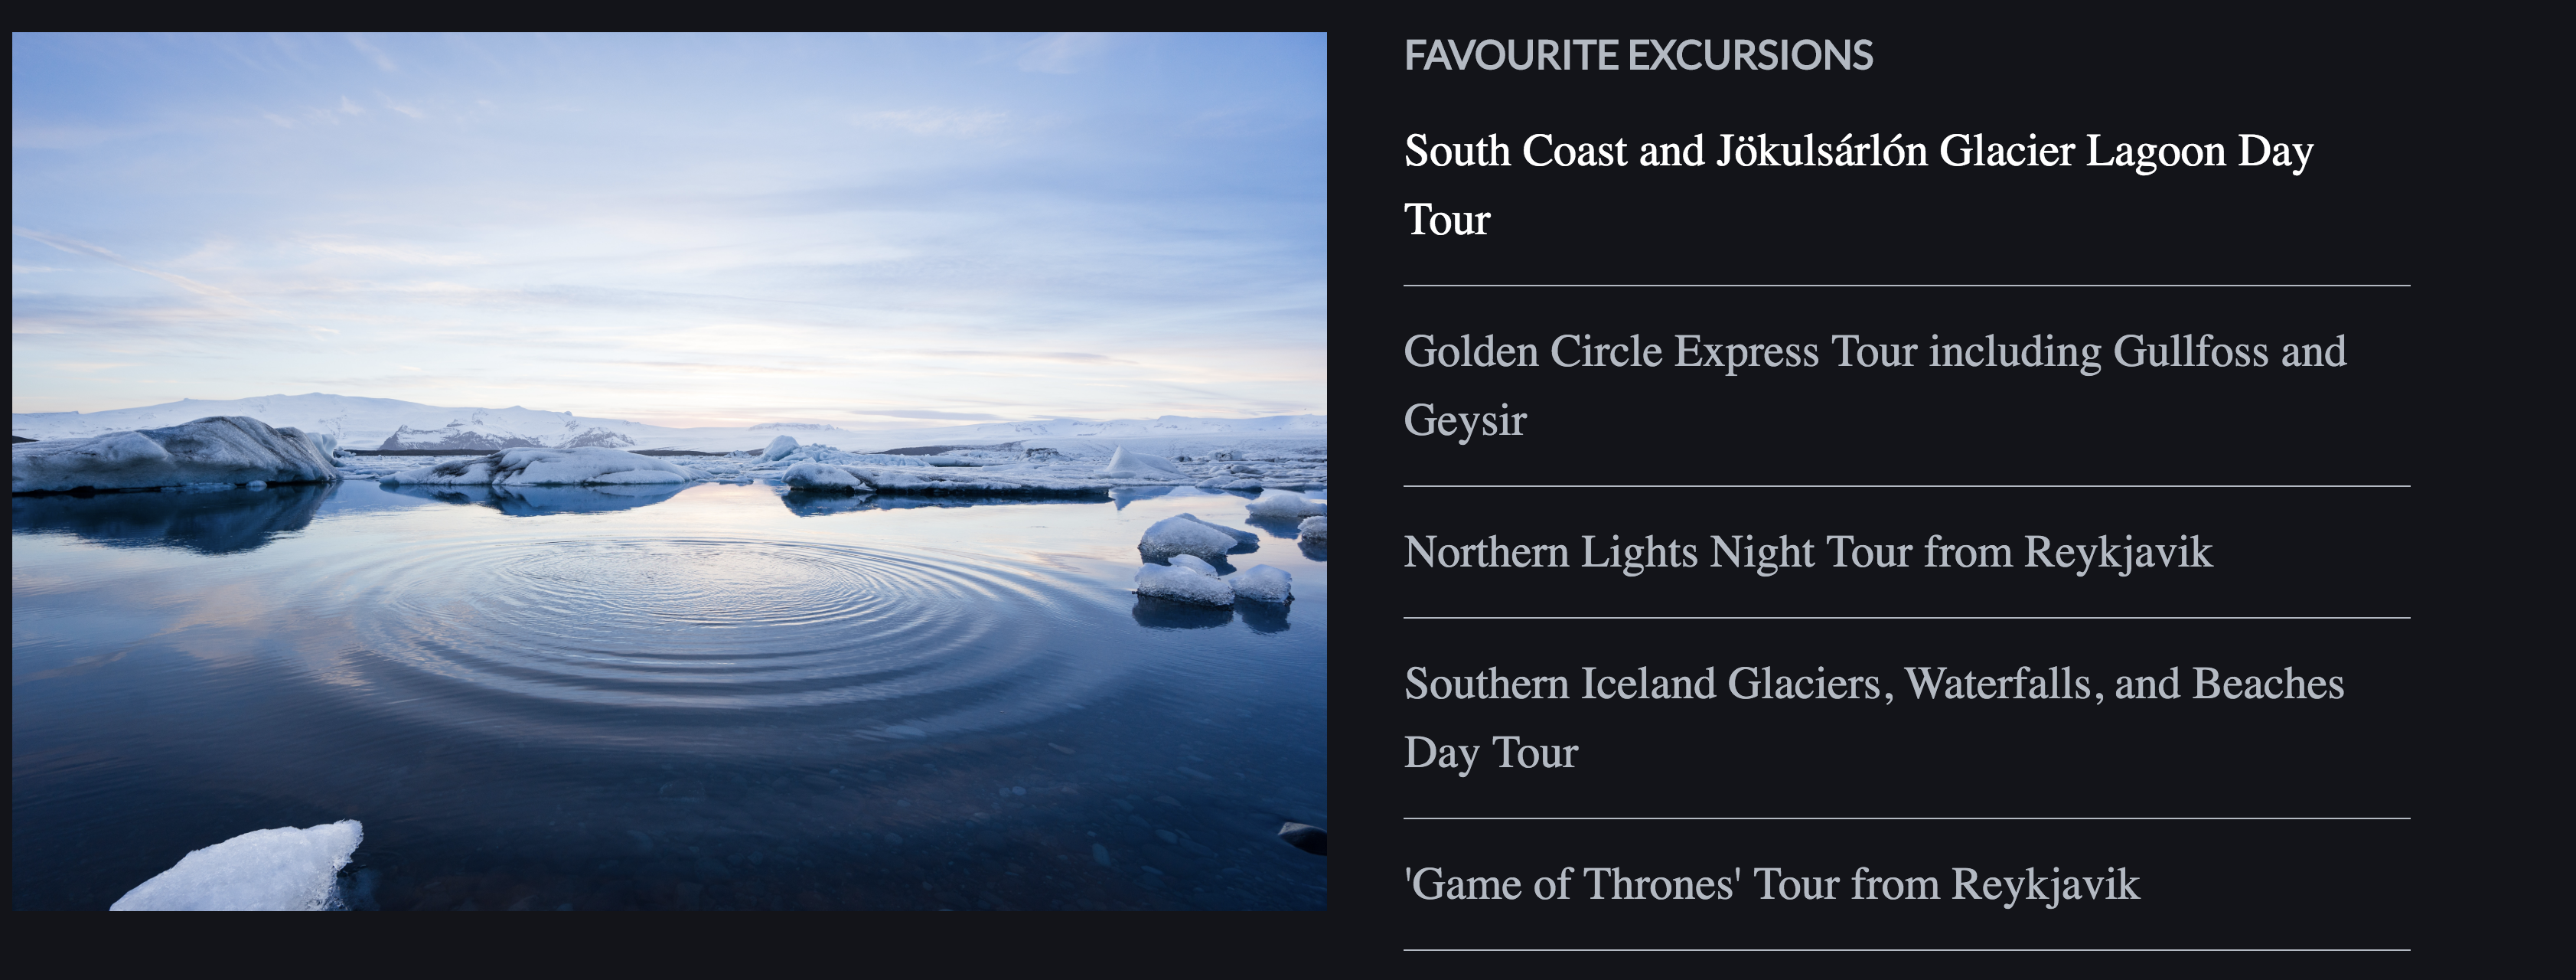 FAVOURITE EXCURSIONS
South Coast and Jökulsárlón Glacier Lagoon Day
Tour
Golden Circle Express Tour including Gullfoss and
Geysir
Northern Lights Night Tour from Reykjavik
Southern Iceland Glaciers, Waterfalls, and Beaches
Day Tour
'Game of Thrones' Tour from Reykjavik